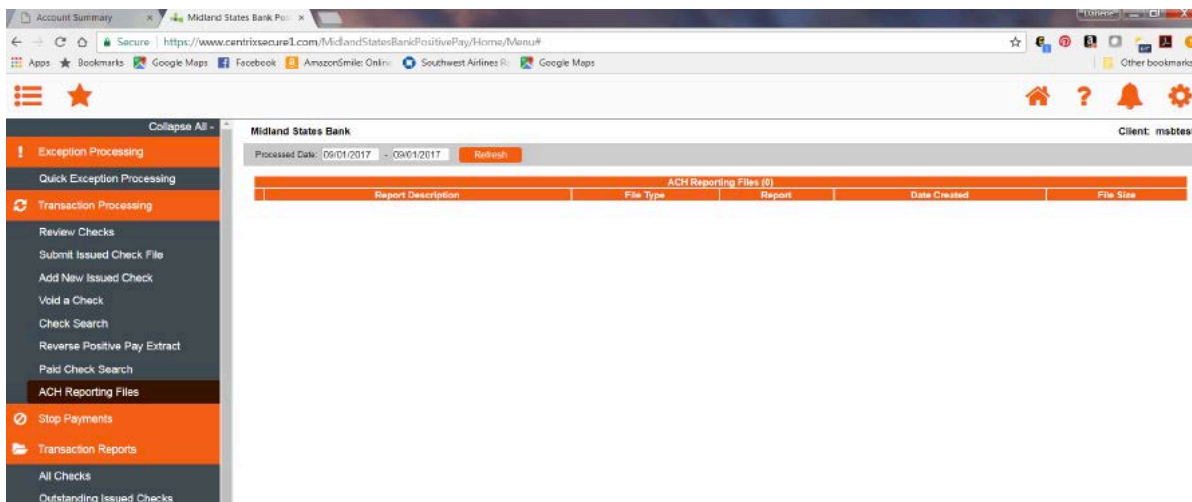 Account Summary
Midland States Bank Pos
"Lunene"
Secure
https://www.centrixsecure1.com/MidlandStatesBankPositivePay/Home/Menu#
Apps
Bookmarks
Google Maps
Facebook
AmazonSmile: Onlin
Southwest Airlines R
Google Maps
Other bookmarks
Collapse All -
Midland States Bank
Client: msbtes
Exception Processing
Processed Date: 09/01/2017 - 09/01/2017 Refresh
Quick Exception Processing
ACH Reporting Files (0)
Report Description File Type Report Date Created File Size
Transaction Processing
Review Checks
Submit Issued Check File
Add New Issued Check
Void a Check
Check Search
Reverse Positive Pay Extract
Paid Check Search
ACH Reporting Files
Stop Payments
Transaction Reports
All Checks
Outstanding Issued Checks